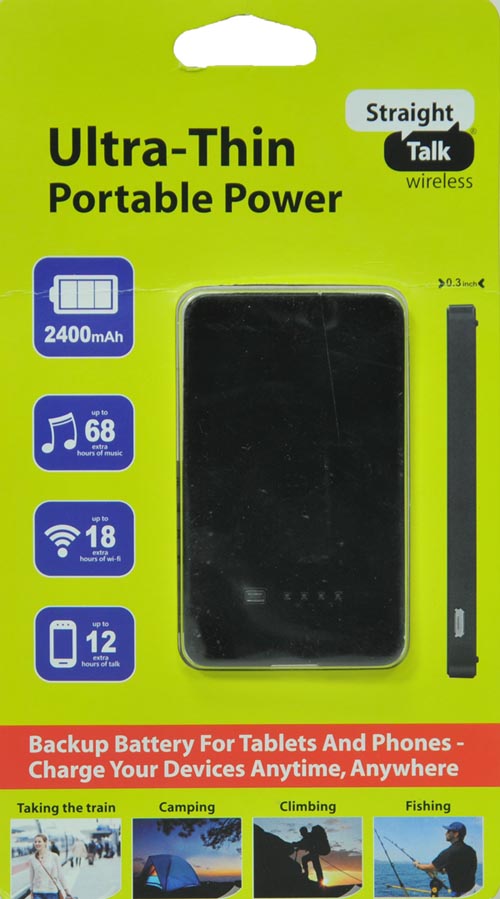 Straight
Talk®
wireless
Ultra-Thin
Portable Power
0.3 inch
2400mAh
up to
68
extra
hours of music
up to
18
extra
hours of wi-fi
up to
12
extra
hours of talk
Backup Battery For Tablets And Phones -
Charge Your Devices Anytime, Anywhere
Taking the train
Camping
Climbing
Fishing